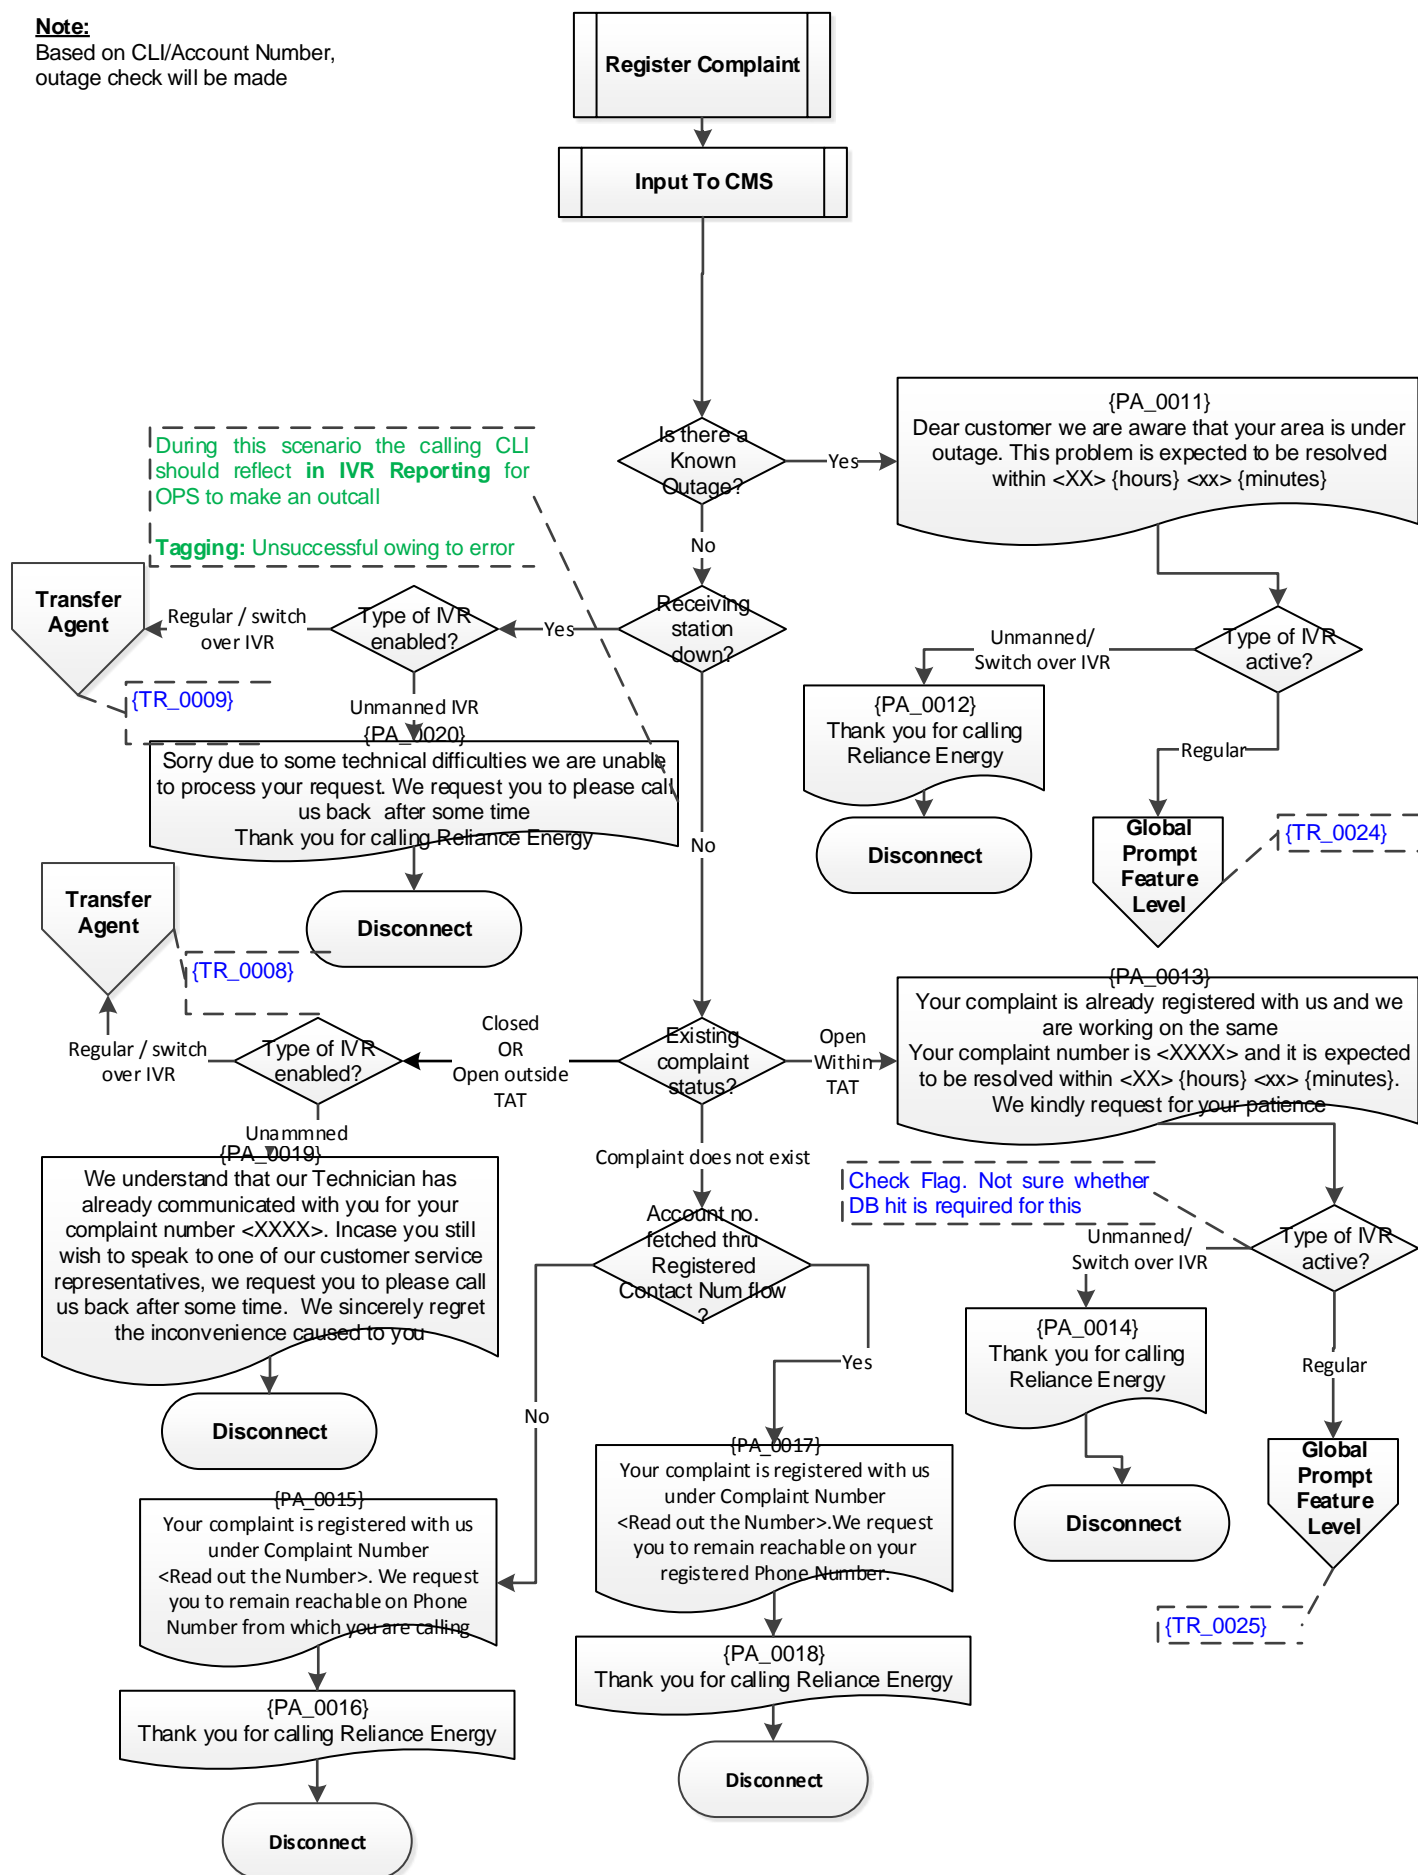 Note:
Based on CLI/Account Number,
outage check will be made
Register Complaint
Input To CMS
Is there a
Known
Outage?
Yes
{PA_0011}
Dear customer we are aware that your area is under
outage. This problem is expected to be resolved
within <XX> {hours} <xx> {minutes}
During this scenario the calling CLI
should reflect in IVR Reporting for
OPS to make an outcall
Tagging: Unsuccessful owing to error
No
Receiving
station
down?
Yes
Type of IVR
enabled?
Regular / switch
over IVR
Transfer
Agent
{TR_0009}
Unmanned IVR
{PA_0020}
Sorry due to some technical difficulties we are unable
to process your request. We request you to please call
us back  after some time
Thank you for calling Reliance Energy
Disconnect
Type of IVR
active?
Unmanned/
Switch over IVR
{PA_0012}
Thank you for calling
Reliance Energy
Disconnect
Regular
Global
Prompt
Feature
Level
{TR_0024}
No
Existing
complaint
status?
Closed
OR
Open outside
TAT
Type of IVR
enabled?
Regular / switch
over IVR
Transfer
Agent
{TR_0008}
Unammned
{PA_0019}
We understand that our Technician has
already communicated with you for your
complaint number <XXXX>. Incase you still
wish to speak to one of our customer service
representatives, we request you to please call
us back after some time.  We sincerely regret
the inconvenience caused to you
Disconnect
Open
Within
TAT
{PA_0013}
Your complaint is already registered with us and we
are working on the same
Your complaint number is <XXXX> and it is expected
to be resolved within <XX> {hours} <xx> {minutes}.
We kindly request for your patience
Check Flag. Not sure whether
DB hit is required for this
Type of IVR
active?
Unmanned/
Switch over IVR
{PA_0014}
Thank you for calling
Reliance Energy
Disconnect
Regular
Global
Prompt
Feature
Level
{TR_0025}
Complaint does not exist
Account no.
fetched thru
Registered
Contact Num flow
?
Yes
{PA_0017}
Your complaint is registered with us
under Complaint Number
<Read out the Number>.We request
you to remain reachable on your
registered Phone Number.
{PA_0018}
Thank you for calling Reliance Energy
Disconnect
No
{PA_0015}
Your complaint is registered with us
under Complaint Number
<Read out the Number>. We request
you to remain reachable on Phone
Number from which you are calling
{PA_0016}
Thank you for calling Reliance Energy
Disconnect